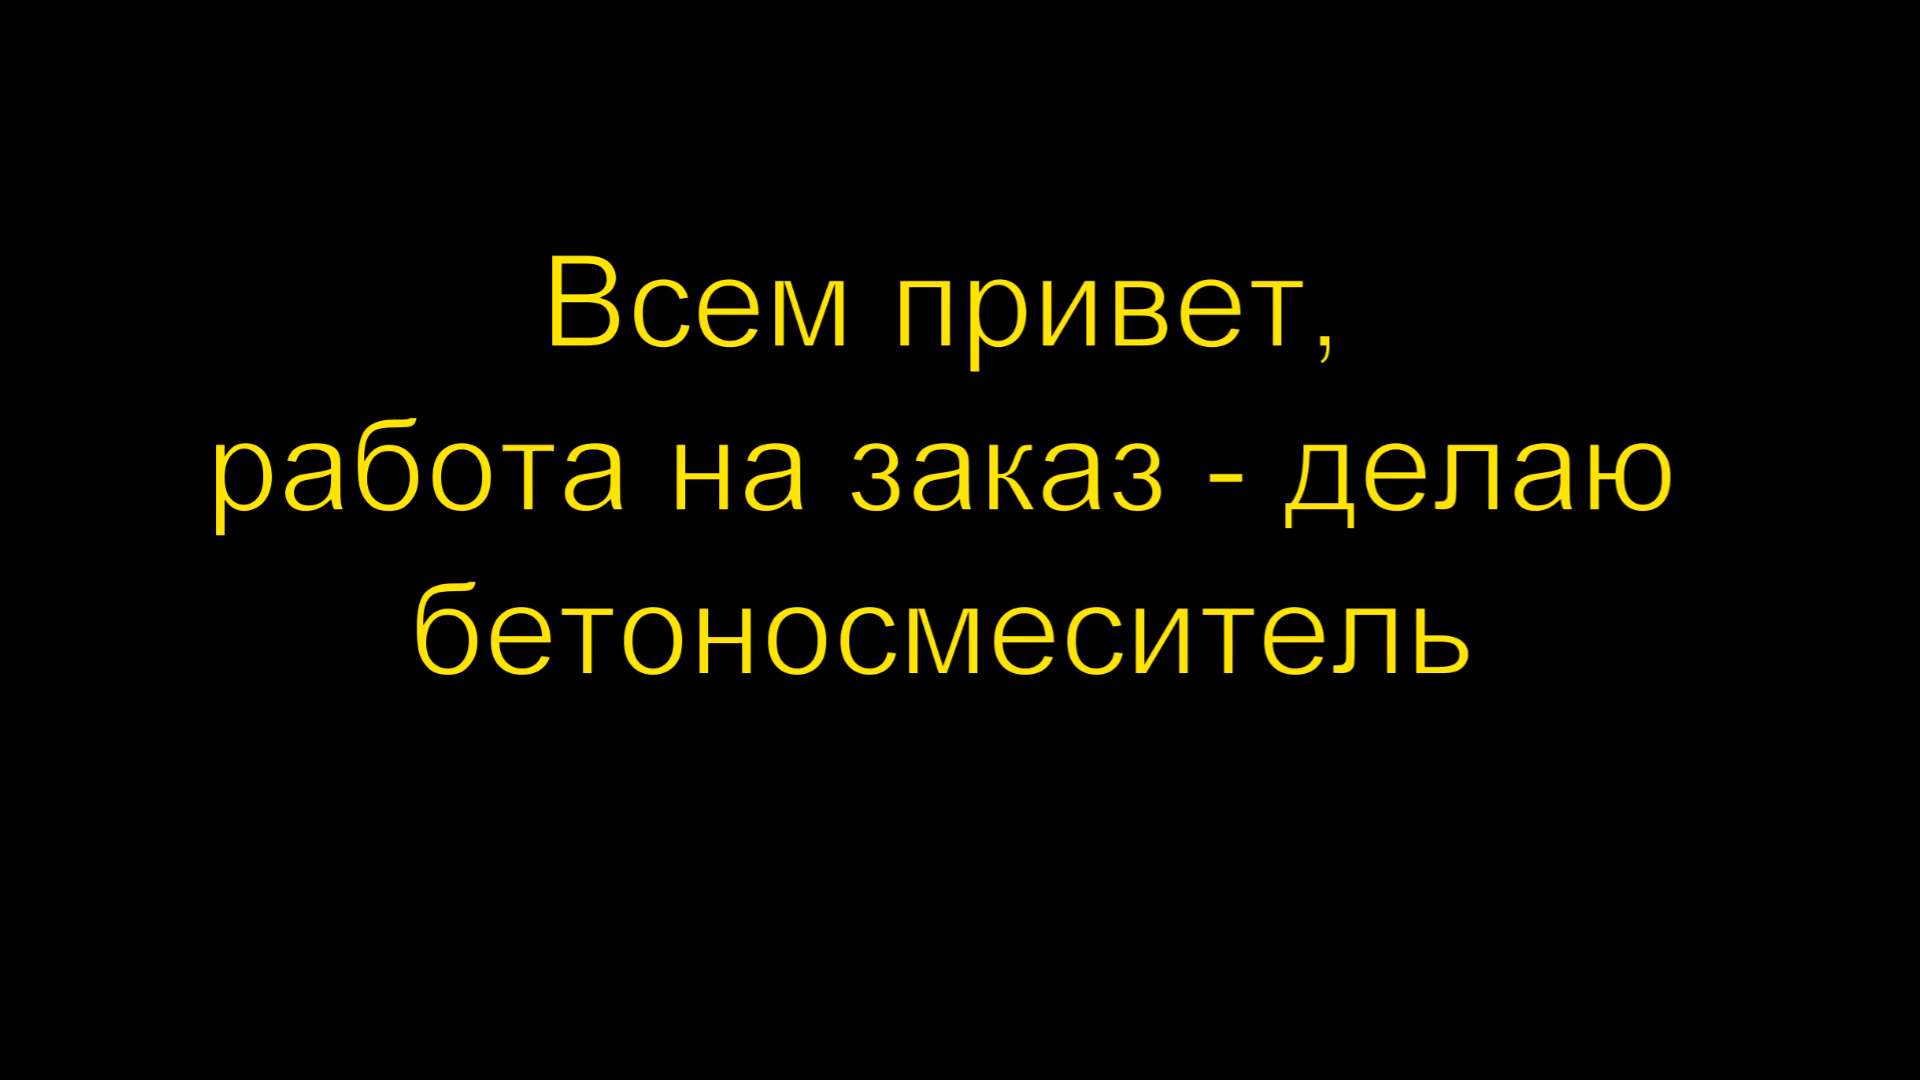 Всем привет,
работа на заказ - делаю
бетоносмеситель